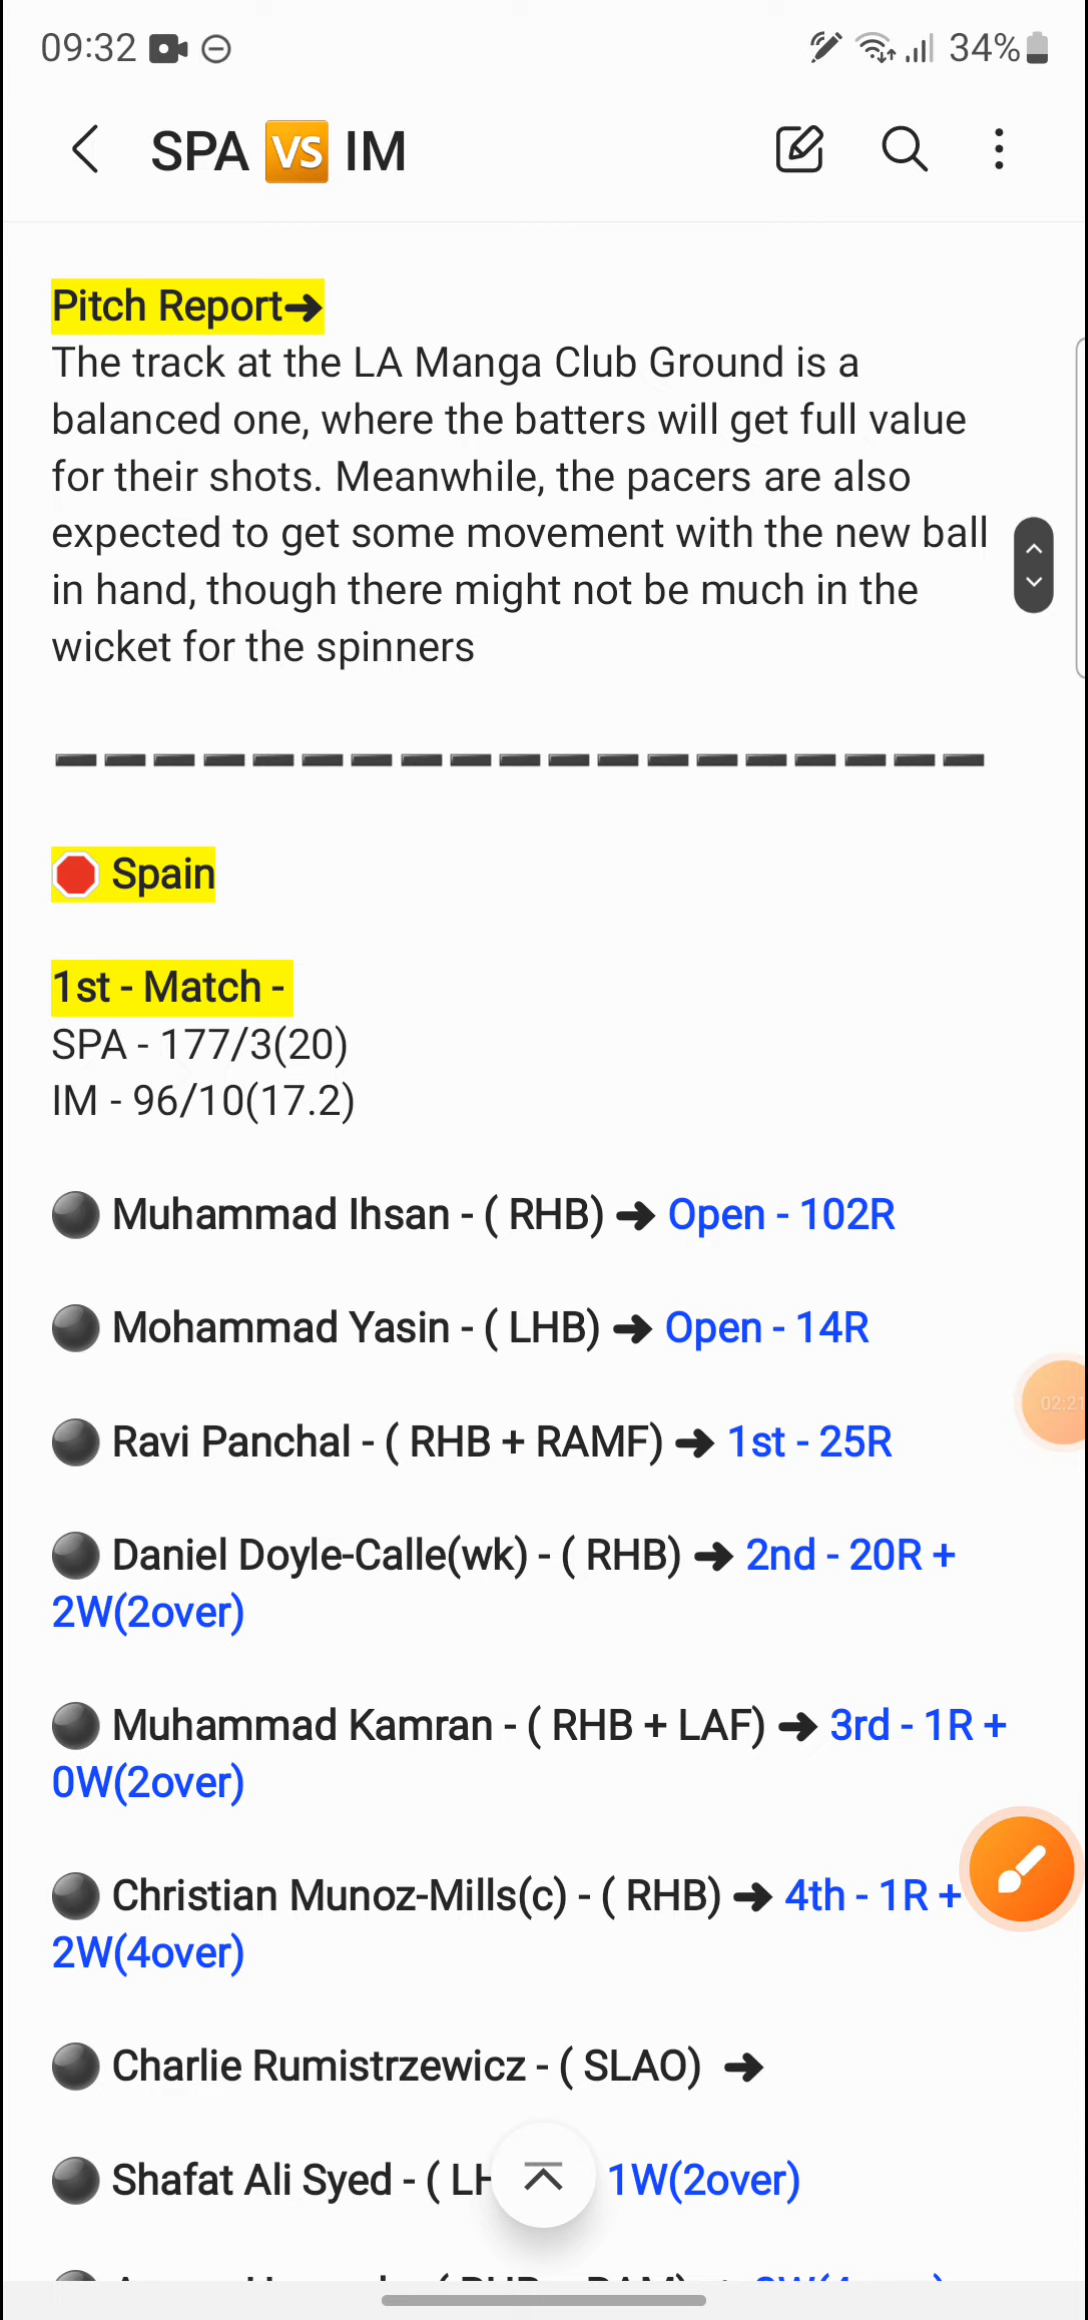 09:32 34%
SPA VS IM
Pitch Report➔
The track at the LA Manga Club Ground is a
balanced one, where the batters will get full value
for their shots. Meanwhile, the pacers are also
expected to get some movement with the new ball
in hand, though there might not be much in the
wicket for the spinners
Spain
1st - Match -
SPA - 177/3(20)
IM - 96/10(17.2)
Muhammad Ihsan - ( RHB) ➔ Open - 102R
Mohammad Yasin - ( LHB) ➔ Open - 14R
02:21
Ravi Panchal - ( RHB + RAMF) ➔ 1st - 25R
Daniel Doyle-Calle(wk) - ( RHB) ➔ 2nd - 20R +
2W(2over)
Muhammad Kamran - ( RHB + LAF) ➔ 3rd - 1R +
0W(2over)
Christian Munoz-Mills(c) - ( RHB) ➔ 4th - 1R +
2W(4over)
Charlie Rumistrzewicz - ( SLAO) ➔
Shafat Ali Syed - ( 1W(2over)